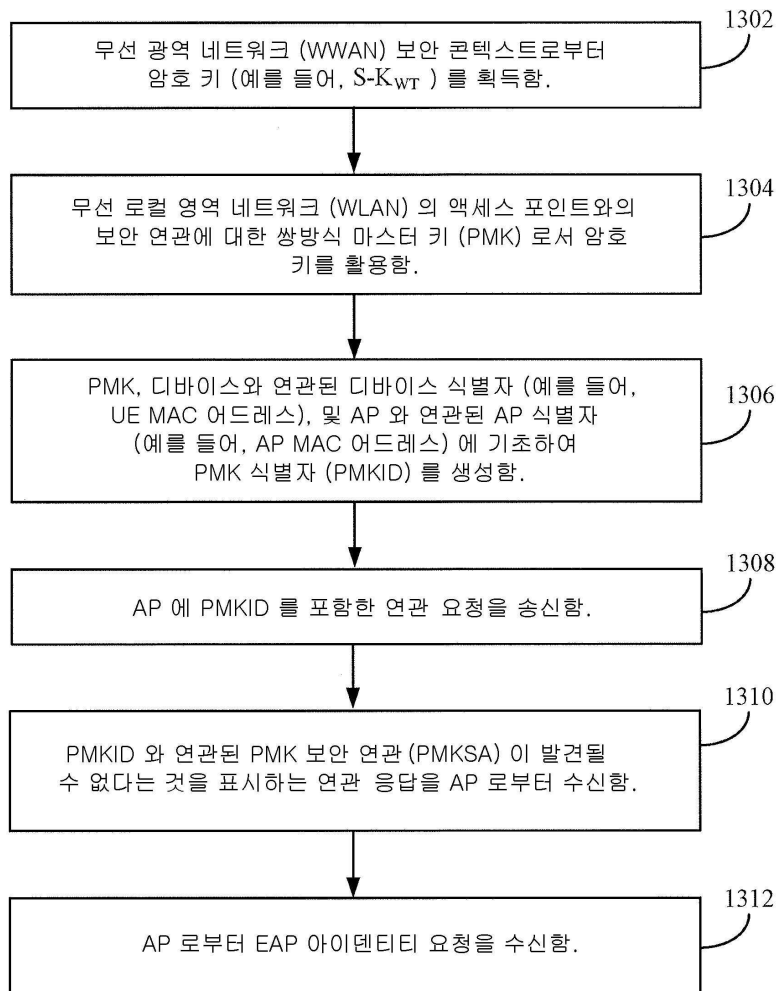 1302
무선 광역 네트워크 (WWAN) 보안 콘텍스트로부터
암호 키 (예를 들어, S-KWT ) 를 획득함.
1304
무선 로컬 영역 네트워크 (WLAN) 의 액세스 포인트와의
보안 연관에 대한 쌍방식 마스터 키 (PMK) 로서 암호
키를 활용함.
1306
PMK, 디바이스와 연관된 디바이스 식별자 (예를 들어,
UE MAC 어드레스), 및 AP 와 연관된 AP 식별자
(예를 들어, AP MAC 어드레스) 에 기초하여
PMK 식별자 (PMKID) 를 생성함.
1308
AP 에 PMKID 를 포함한 연관 요청을 송신함.
1310
PMKID 와 연관된 PMK 보안 연관 (PMKSA) 이 발견될
수 없다는 것을 표시하는 연관 응답을 AP 로부터 수신함.
1312
AP 로부터 EAP 아이덴티티 요청을 수신함.